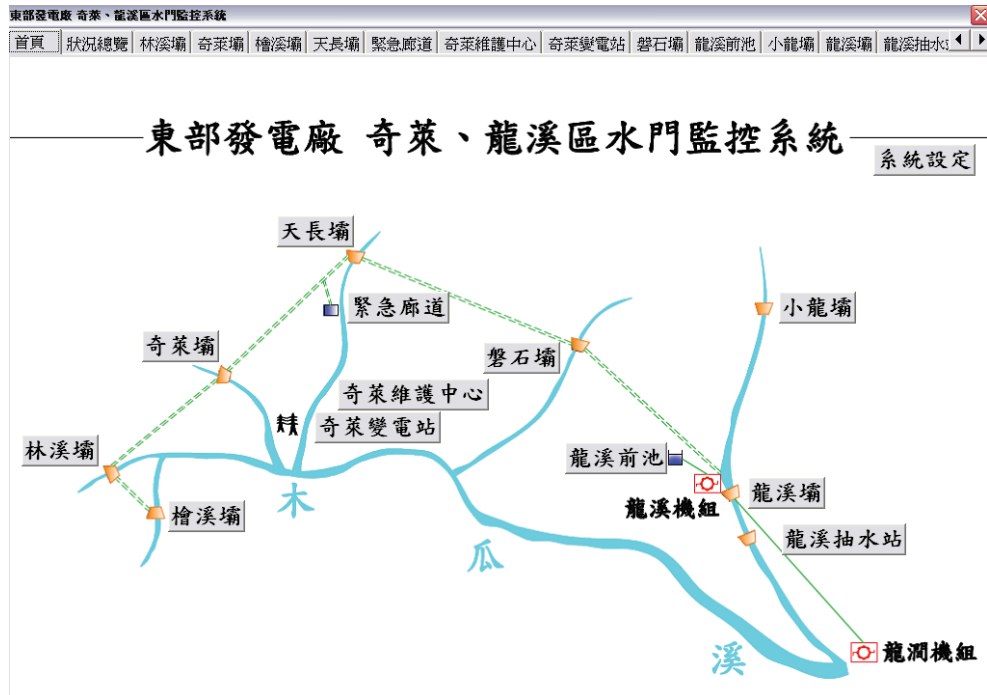 東部發電廠 奇萊、龍溪區水門監控系統
首頁 狀況總覽 林溪壩 奇萊壩 檜溪壩 天長壩 緊急廊道 奇萊維護中心 奇萊變電站 磐石壩 龍溪前池 小龍壩 龍溪壩 龍溪抽水
東部發電廠 奇萊、龍溪區水門監控系統
系統設定
天長壩
緊急廊道
小龍壩
奇萊壩
磐石壩
奇萊維護中心
奇萊變電站
林溪壩
龍溪前池
龍溪壩
木
龍溪機組
檜溪壩
龍溪抽水站
瓜
溪
龍澗機組